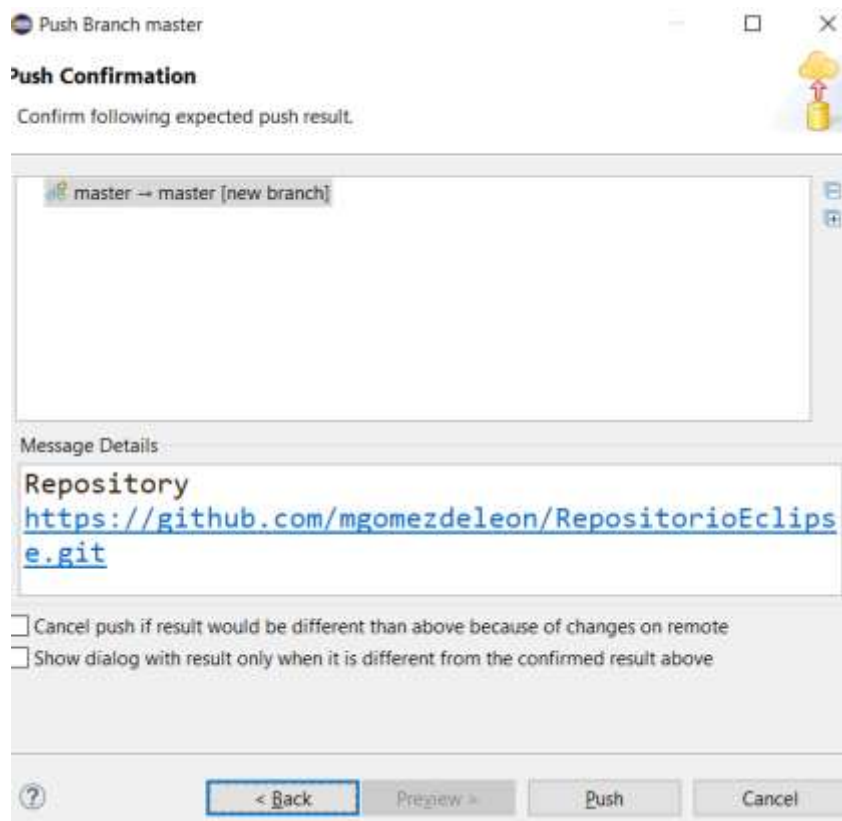 Push Branch master
Push Confirmation
Confirm following expected push result.
master → master [new branch]
Message Details
Repository
https://github.com/mgomezdeleon/RepositorioEclips
e.git
Cancel push if result would be different than above because of changes on remote
Show dialog with result only when it is different from the confirmed result above
< Back Preview > Push Cancel